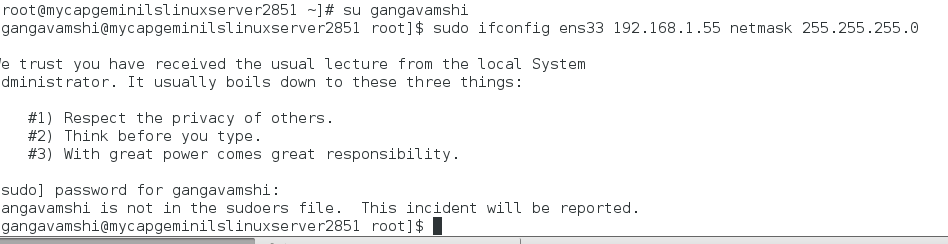 root@mycapgeminilslinuxserver2851 ~]# su gangavamshi
gangavamshi@mycapgeminilslinuxserver2851 root]$ sudo ifconfig ens33 192.168.1.55 netmask 255.255.255.0
We trust you have received the usual lecture from the local System
dministrator. It usually boils down to these three things:
#1) Respect the privacy of others.
#2) Think before you type.
#3) With great power comes great responsibility.
sudo] password for gangavamshi:
angavamshi is not in the sudoers file.  This incident will be reported.
gangavamshi@mycapgeminilslinuxserver2851 root]$